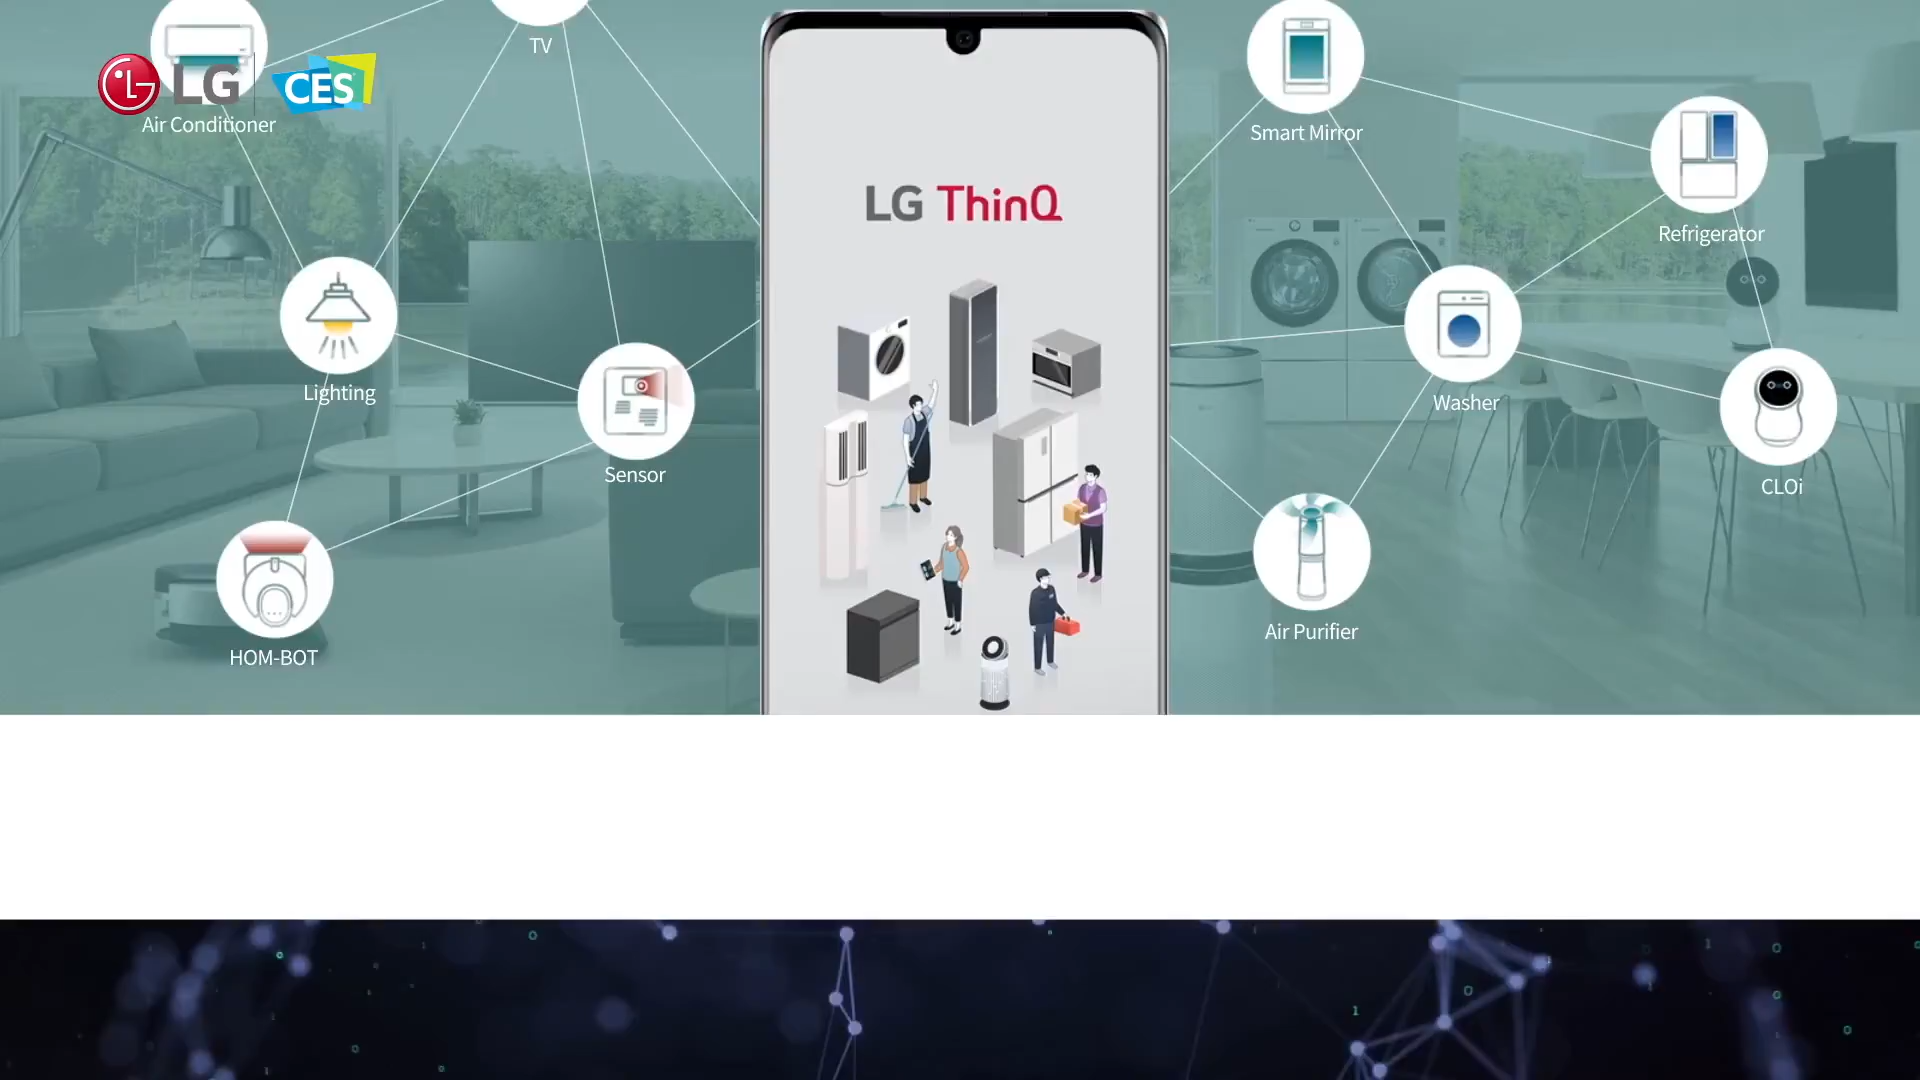 TV
LG
CES
Air Conditioner
Smart Mirror
LG ThinQ
Refrigerator
Lighting
Washer
Sensor
CLOi
Air Purifier
HOM-BOT